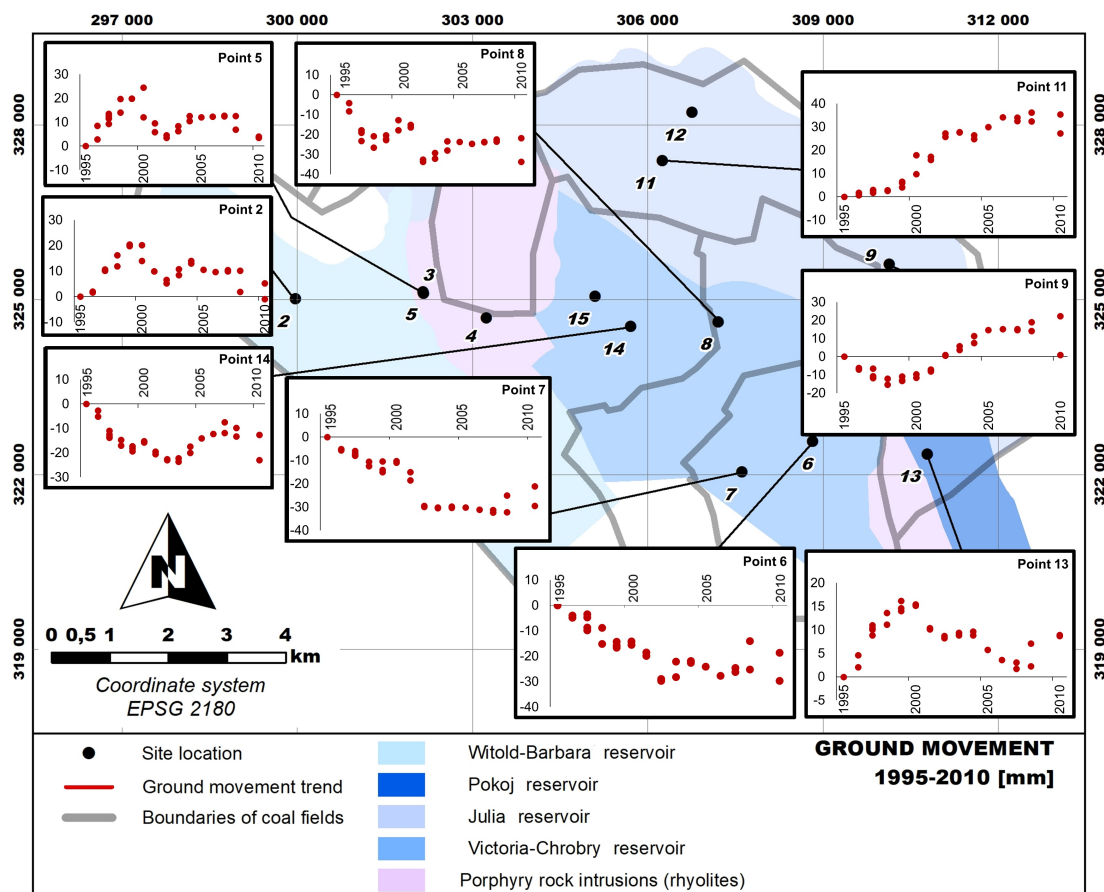 297 000 300 000 303 000 306 000 309 000 312 000
328 000 328 000
325 000 325 000
322 000 322 000
319 000 319 000
Point 5
30
20
10
0
-10
1995 2000 2005 2010
Point 8
10
0
-10
-20
-30
-40
1995 2000 2005 2010
Point 11
40
30
20
10
0
-10
1995 2000 2005 2010
Point 2
30
20
10
0
-10
1995 2000 2005 2010
Point 9
30
20
10
0
-10
-20
1995 2000 2005 2010
Point 14
10
0
-10
-20
-30
1995 2000 2005 2010
Point 7
10
0
-10
-20
-30
-40
1995 2000 2005 2010
Point 6
10
0
-10
-20
-30
-40
1995 2000 2005 2010
Point 13
20
15
10
5
0
-5
1995 2000 2005 2010
12
11
9
3
2
5
4
15
14
8
6
7
13
N
0 0,5 1 2 3 4
km
Coordinate system
EPSG 2180
Site location
Ground movement trend
Boundaries of coal fields
Witold-Barbara reservoir
Pokoj reservoir
Julia reservoir
Victoria-Chrobry reservoir
Porphyry rock intrusions (rhyolites)
GROUND MOVEMENT
1995-2010 [mm]